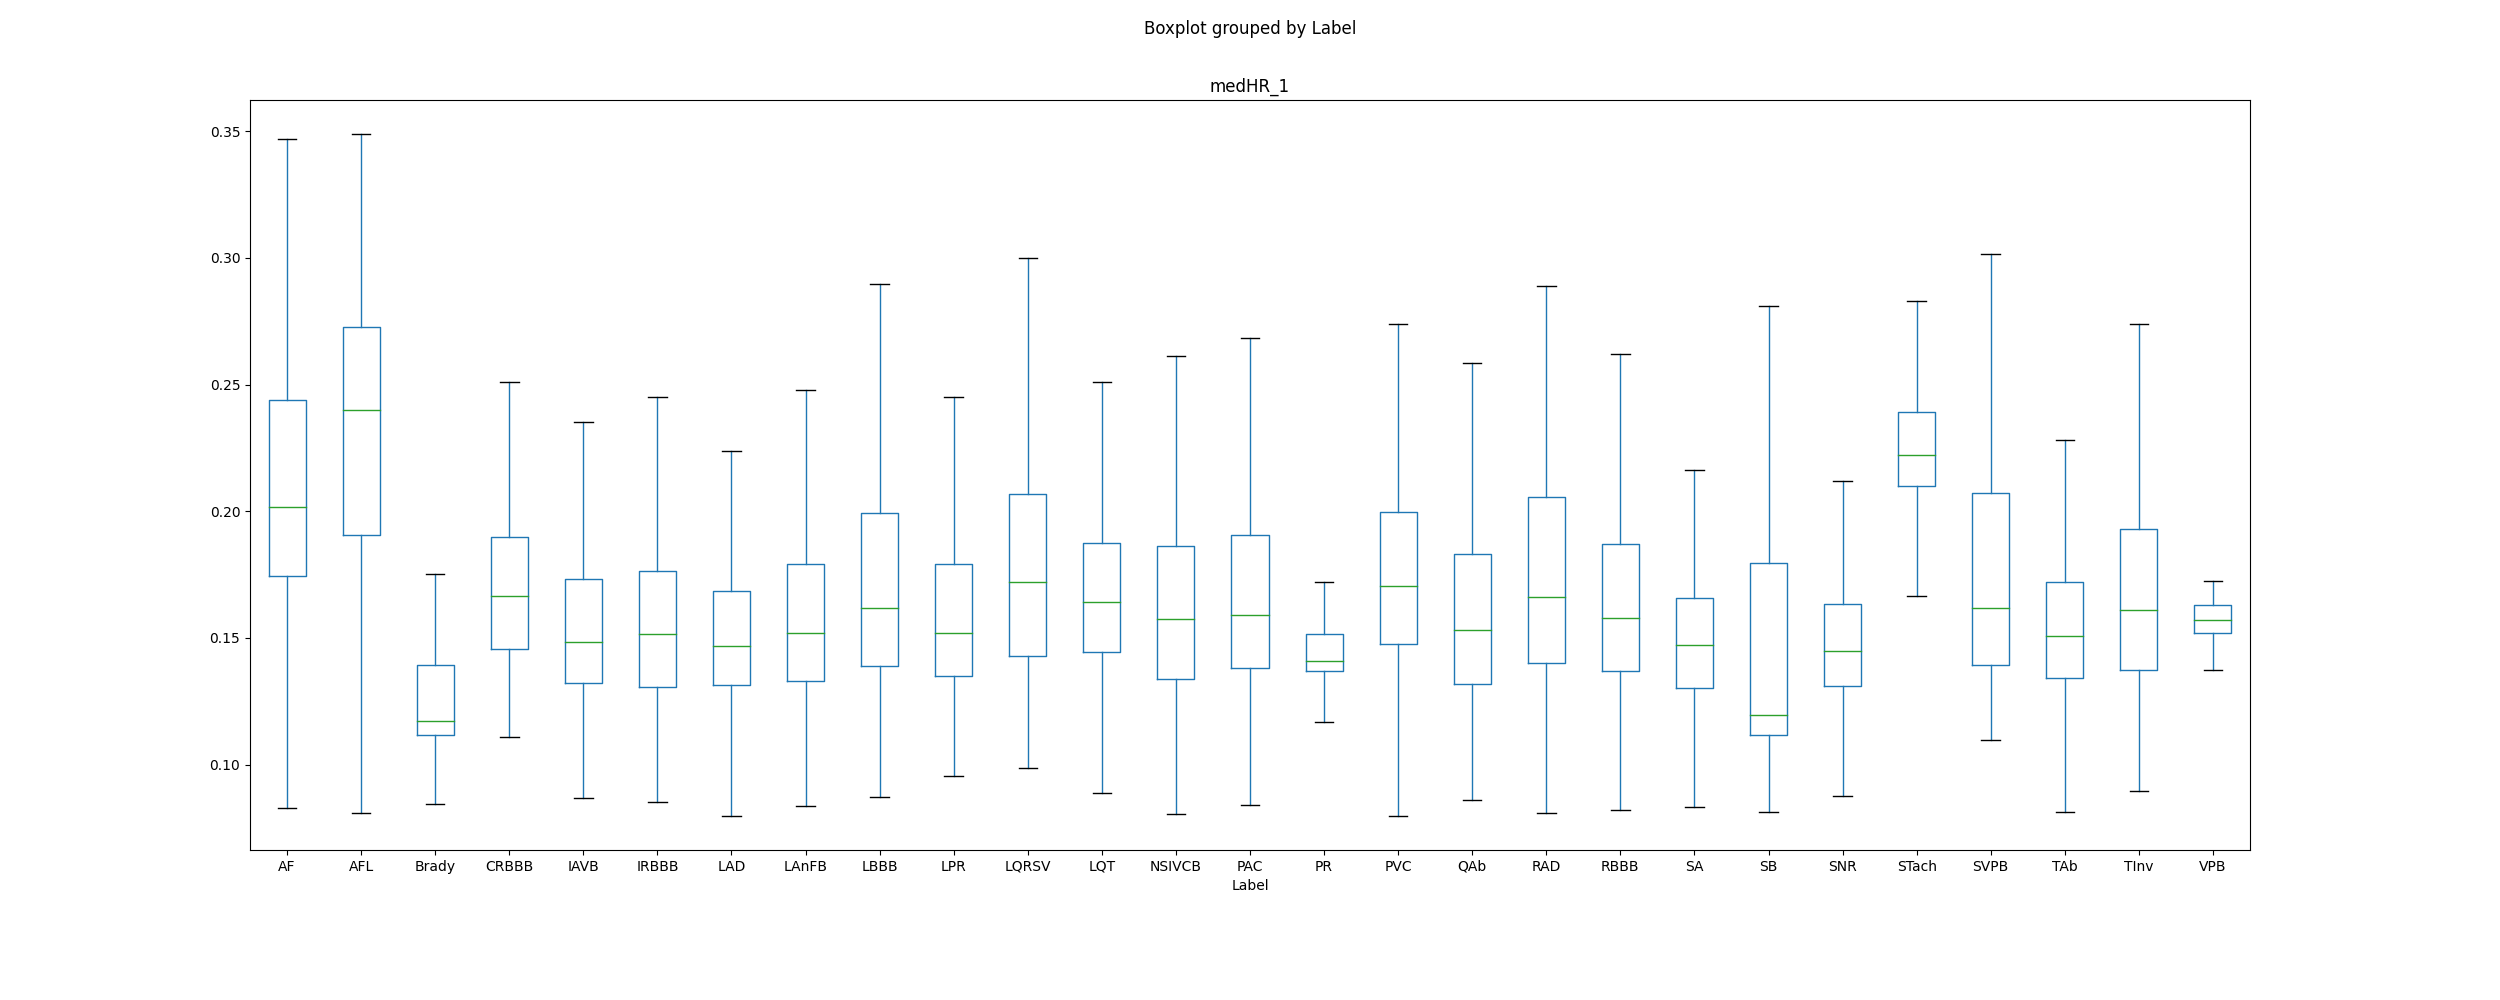 Boxplot grouped by Label
medHR_1
0.35
0.30
0.25
0.20
0.15
0.10
AF AFL Brady CRBBB IAVB IRBBB LAD LAnFB LBBB LPR LQRSV LQT NSIVCB PAC PR PVC QAb RAD RBBB SA SB SNR STach SVPB TAb TInv VPB
Label